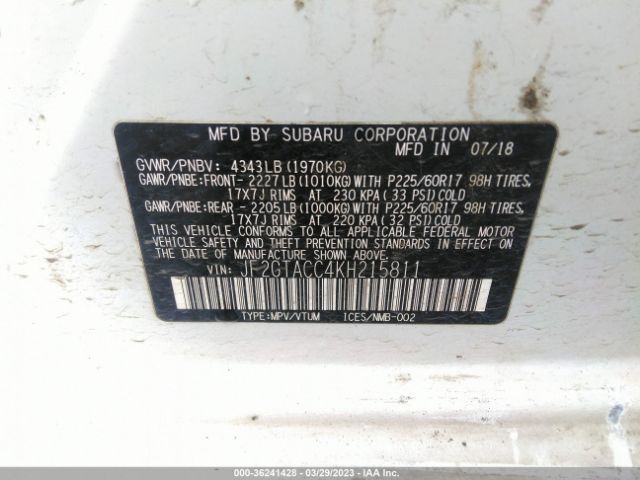 MFD BY SUBARU CORPORATION
MFD IN 07/18
GVWR/PNBV: 4343LB(1970KG)
GAWR/PNBE:FRONT- 2227LB(1010KG)WITH P225/60R17 98H TIRES,
17X7J RIMS AT 230 KPA(33 PSI)COLD
GAWR/PNBE:REAR - 2205LB(1000KG)WITH P225/60R17 98H TIRES,
17X7J RIMS AT 220 KPA(32 PSI)COLD
THIS VEHICLE CONFORMS TO ALL APPLICABLE FEDERAL MOTOR
VEHICLE SAFETY AND THEFT PREVENTION STANDARDS IN EFFECT
ON THE DATE OF MANUFACTURE SHOWN ABOVE.
VIN: JF2GTACC4KH215811
TYPE:MPV/VTUM ICES/NMB-002
000-36241428 - 03/29/2023 - IAA Inc.